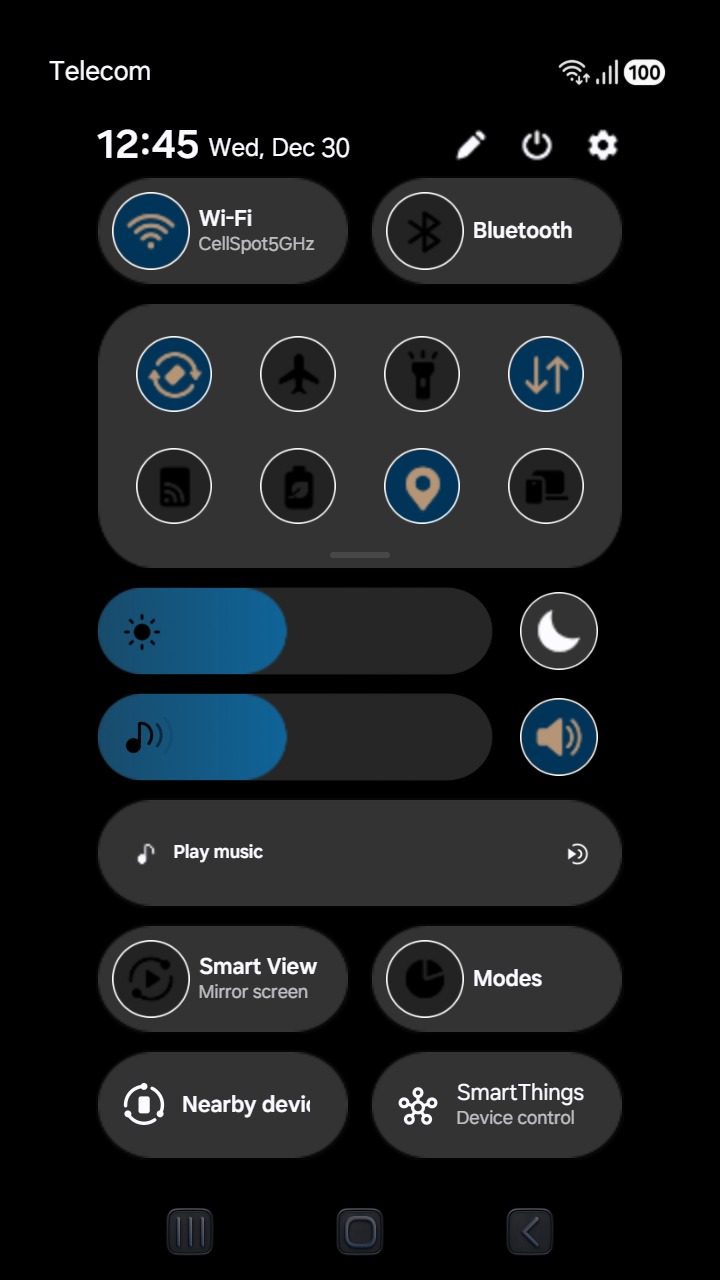 Telecom
100
12:45 Wed, Dec 30
Wi-Fi
CellSpot5GHz
Bluetooth
Play music
Smart View
Mirror screen
Modes
Nearby devic
SmartThings
Device control